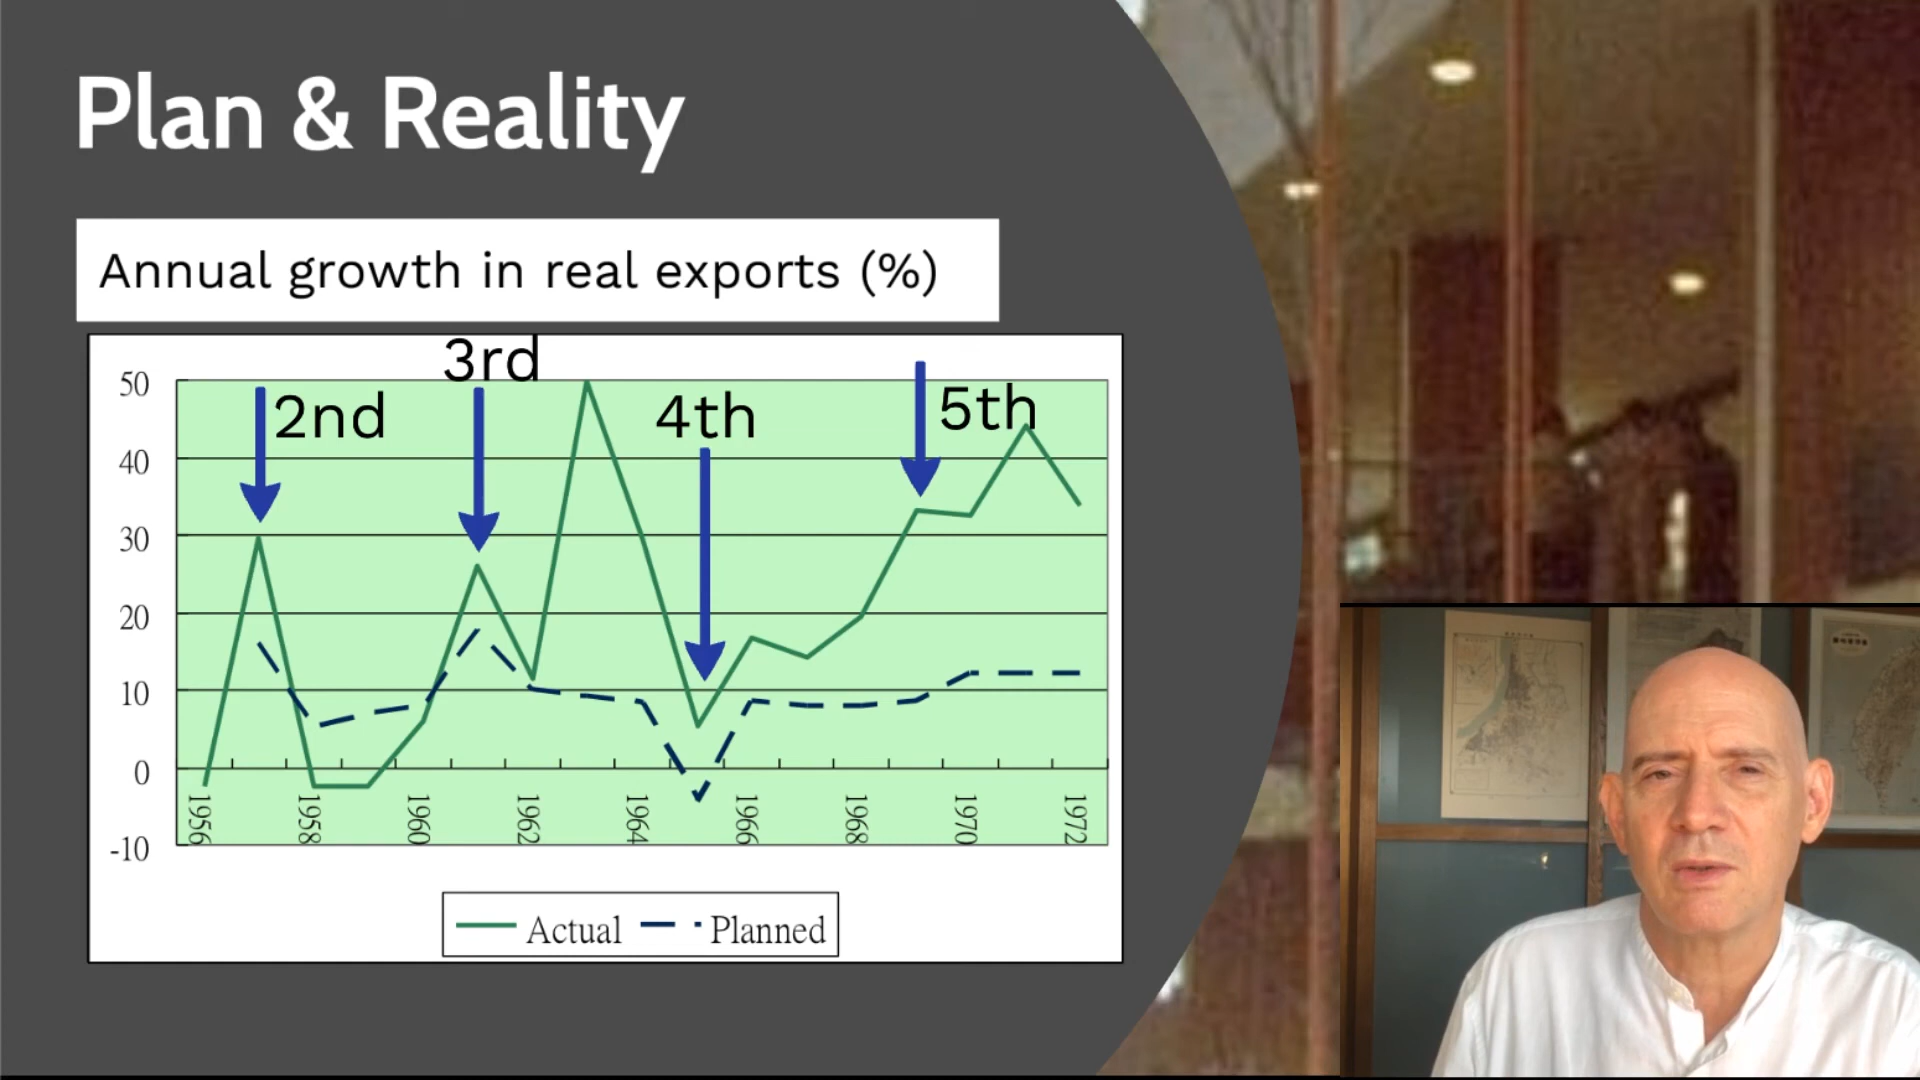 Plan & Reality
Annual growth in real exports (%)
3rd
2nd
4th
5th
50
40
30
20
10
0
-10
1956
1958
1960
1962
1964
1966
1968
1970
1972
Actual
Planned